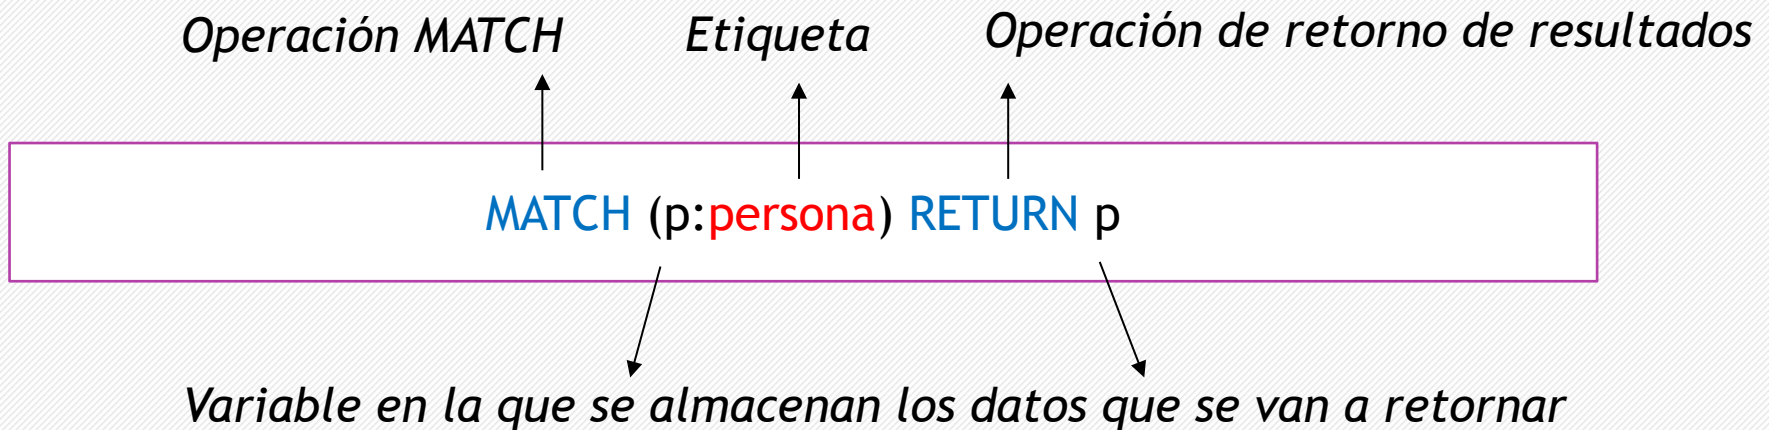 Operación MATCH Etiqueta Operación de retorno de resultados
MATCH (p:persona) RETURN p
Variable en la que se almacenan los datos que se van a retornar